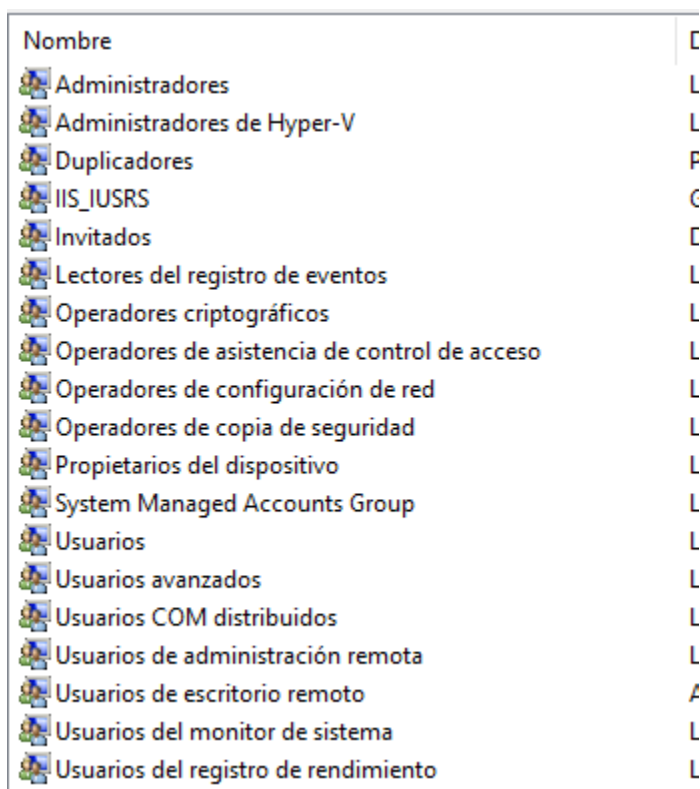 Nombre
Administradores L
Administradores de Hyper-V L
Duplicadores
IIS_IUSRS
Invitados
Lectores del registro de eventos L
Operadores criptográficos L
Operadores de asistencia de control de acceso L
Operadores de configuración de red L
Operadores de copia de seguridad L
Propietarios del dispositivo L
System Managed Accounts Group L
Usuarios L
Usuarios avanzados L
Usuarios COM distribuidos L
Usuarios de administración remota L
Usuarios de escritorio remoto
Usuarios del monitor de sistema L
Usuarios del registro de rendimiento L